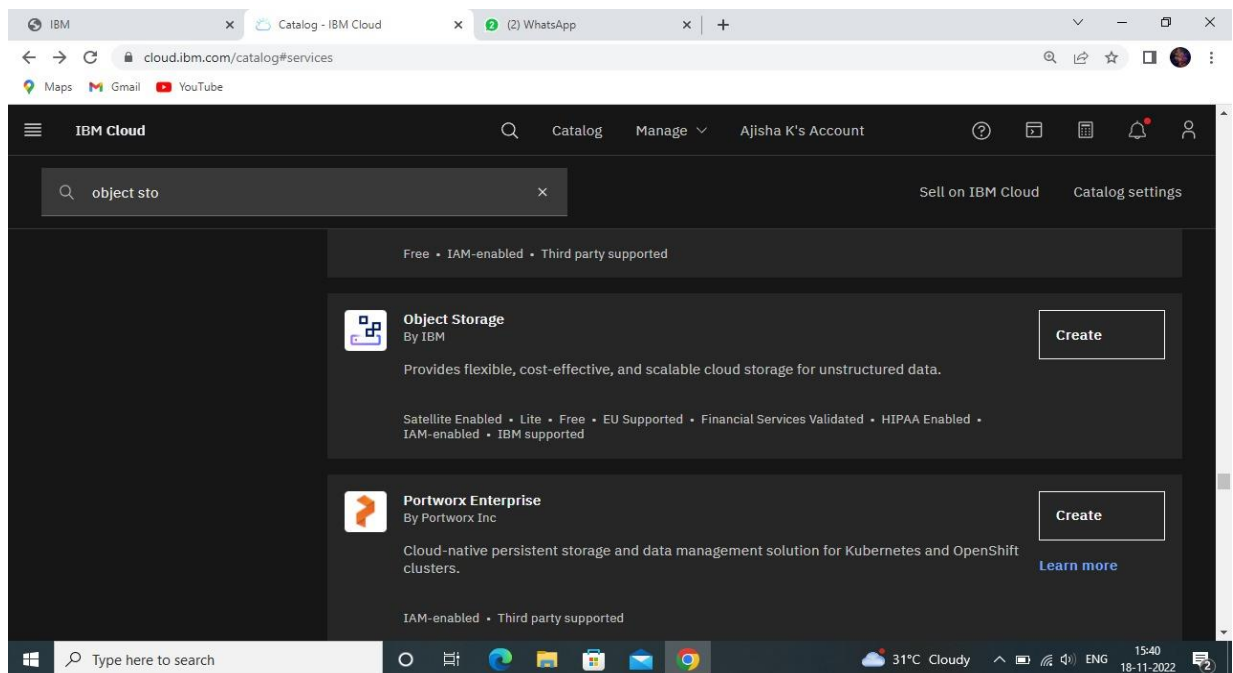 IBM
Catalog - IBM Cloud
(2) WhatsApp
cloud.ibm.com/catalog#services
Maps Gmail YouTube
IBM Cloud Catalog Manage Ajisha K's Account
object sto Sell on IBM Cloud Catalog settings
Free • IAM-enabled • Third party supported
Object Storage
By IBM
Create
Provides flexible, cost-effective, and scalable cloud storage for unstructured data.
Satellite Enabled • Lite • Free • EU Supported • Financial Services Validated • HIPAA Enabled •
IAM-enabled • IBM supported
Portworx Enterprise
By Portworx Inc
Create
Cloud-native persistent storage and data management solution for Kubernetes and OpenShift
clusters.
Learn more
IAM-enabled • Third party supported
Type here to search
31°C Cloudy ENG
15:40
18-11-2022
2